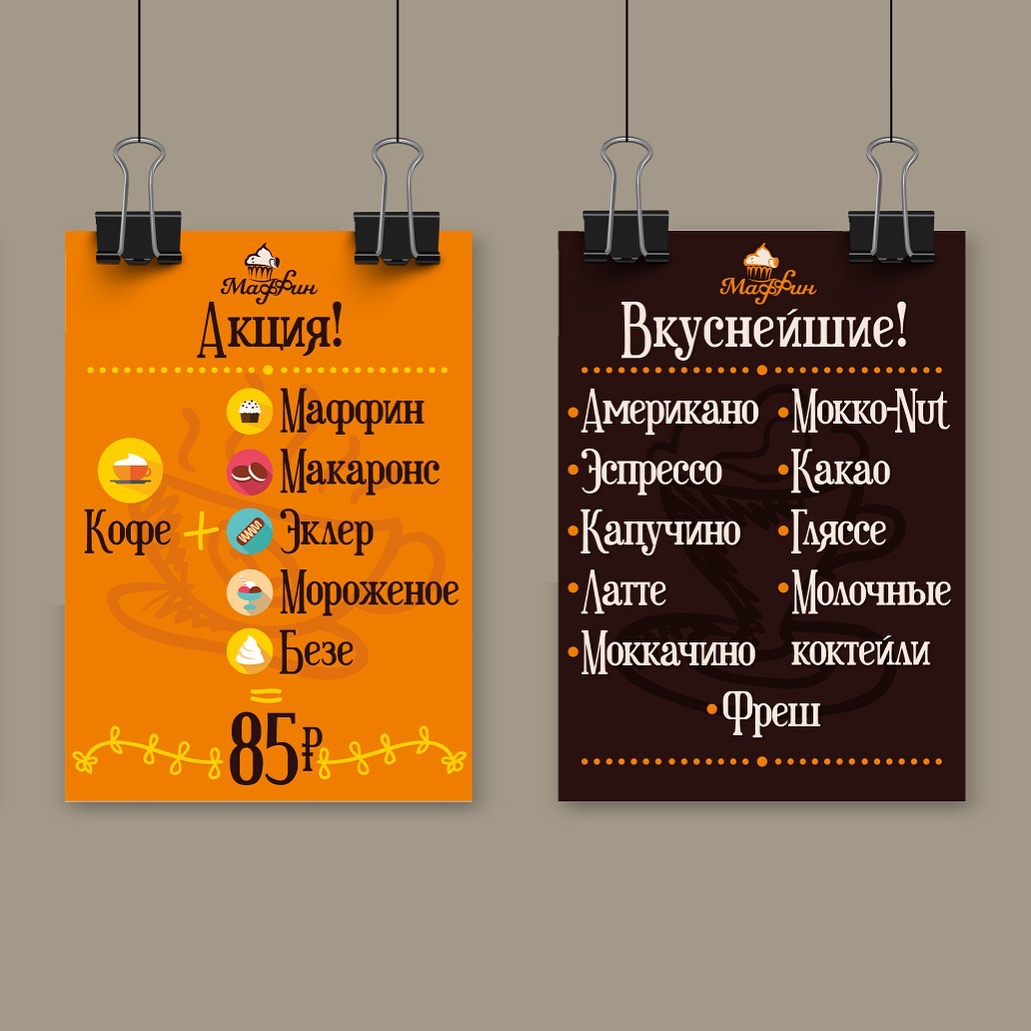 Маффин
Акция!
Маффин
Макаронс
Кофе + Эклер
Мороженое
Безе
=
85₽
Маффин
Вкуснейшие!
•Американо •Мокко-Nut
•Эспрессо •Какао
•Капучино •Гляссе
•Латте •Молочные
•Моккачино коктейли
•Фреш